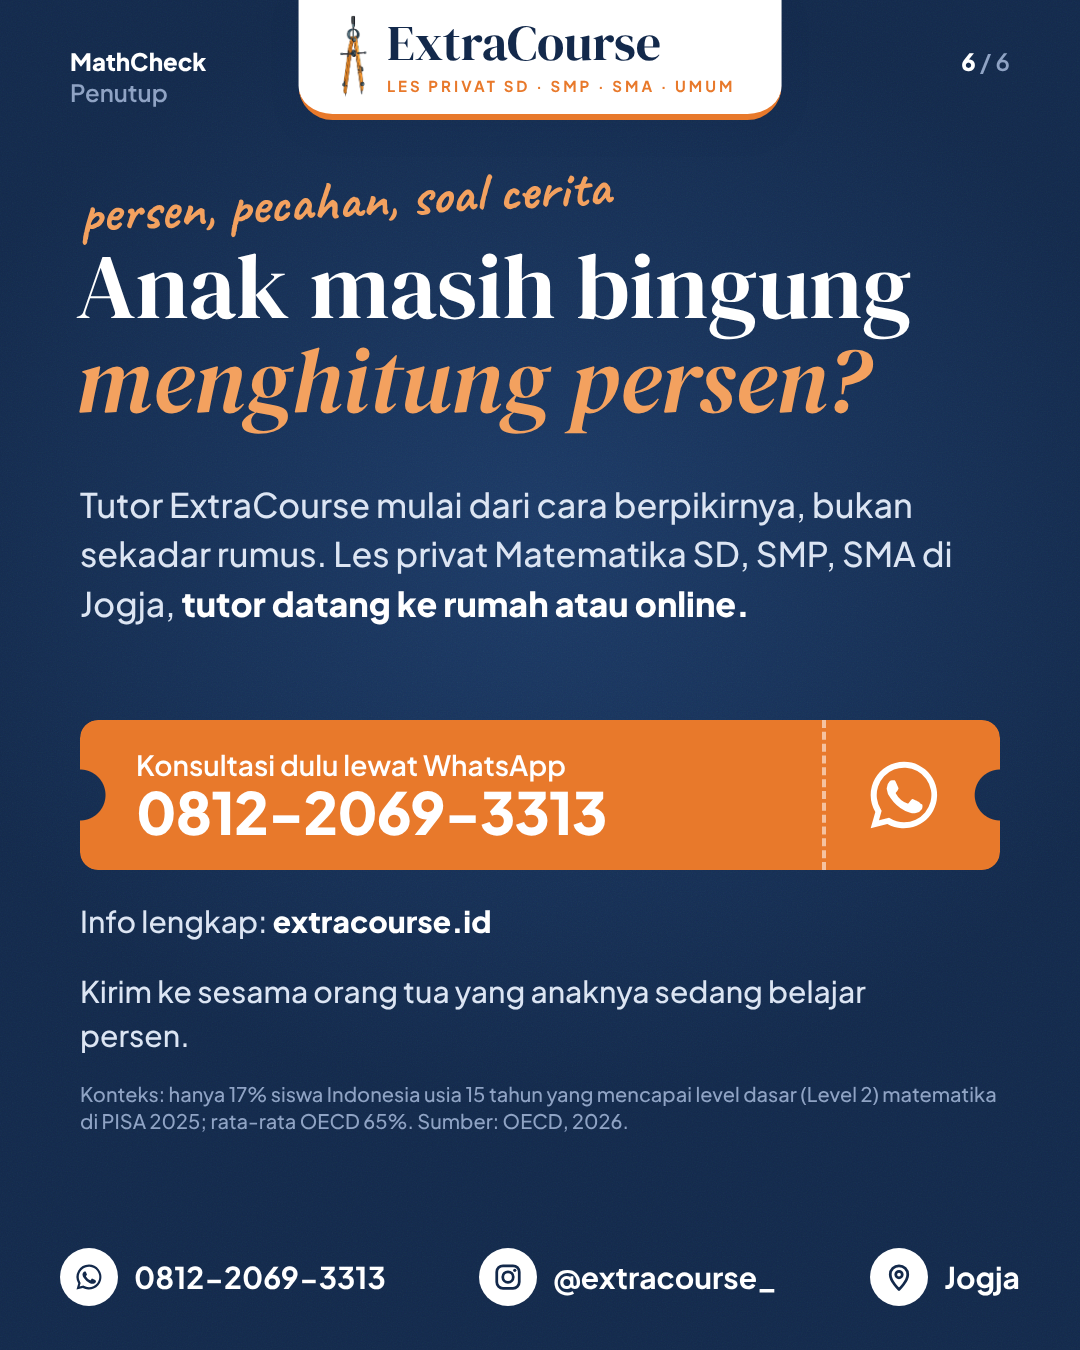 MathCheck
Penutup
ExtraCourse
LES PRIVAT SD · SMP · SMA · UMUM
6 / 6
persen, pecahan, soal cerita
Anak masih bingung
menghitung persen?
Tutor ExtraCourse mulai dari cara berpikirnya, bukan
sekadar rumus. Les privat Matematika SD, SMP, SMA di
Jogja, tutor datang ke rumah atau online.
Konsultasi dulu lewat WhatsApp
0812-2069-3313
Info lengkap: extracourse.id
Kirim ke sesama orang tua yang anaknya sedang belajar
persen.
Konteks: hanya 17% siswa Indonesia usia 15 tahun yang mencapai level dasar (Level 2) matematika
di PISA 2025; rata-rata OECD 65%. Sumber: OECD, 2026.
0812-2069-3313
@extracourse_
Jogja